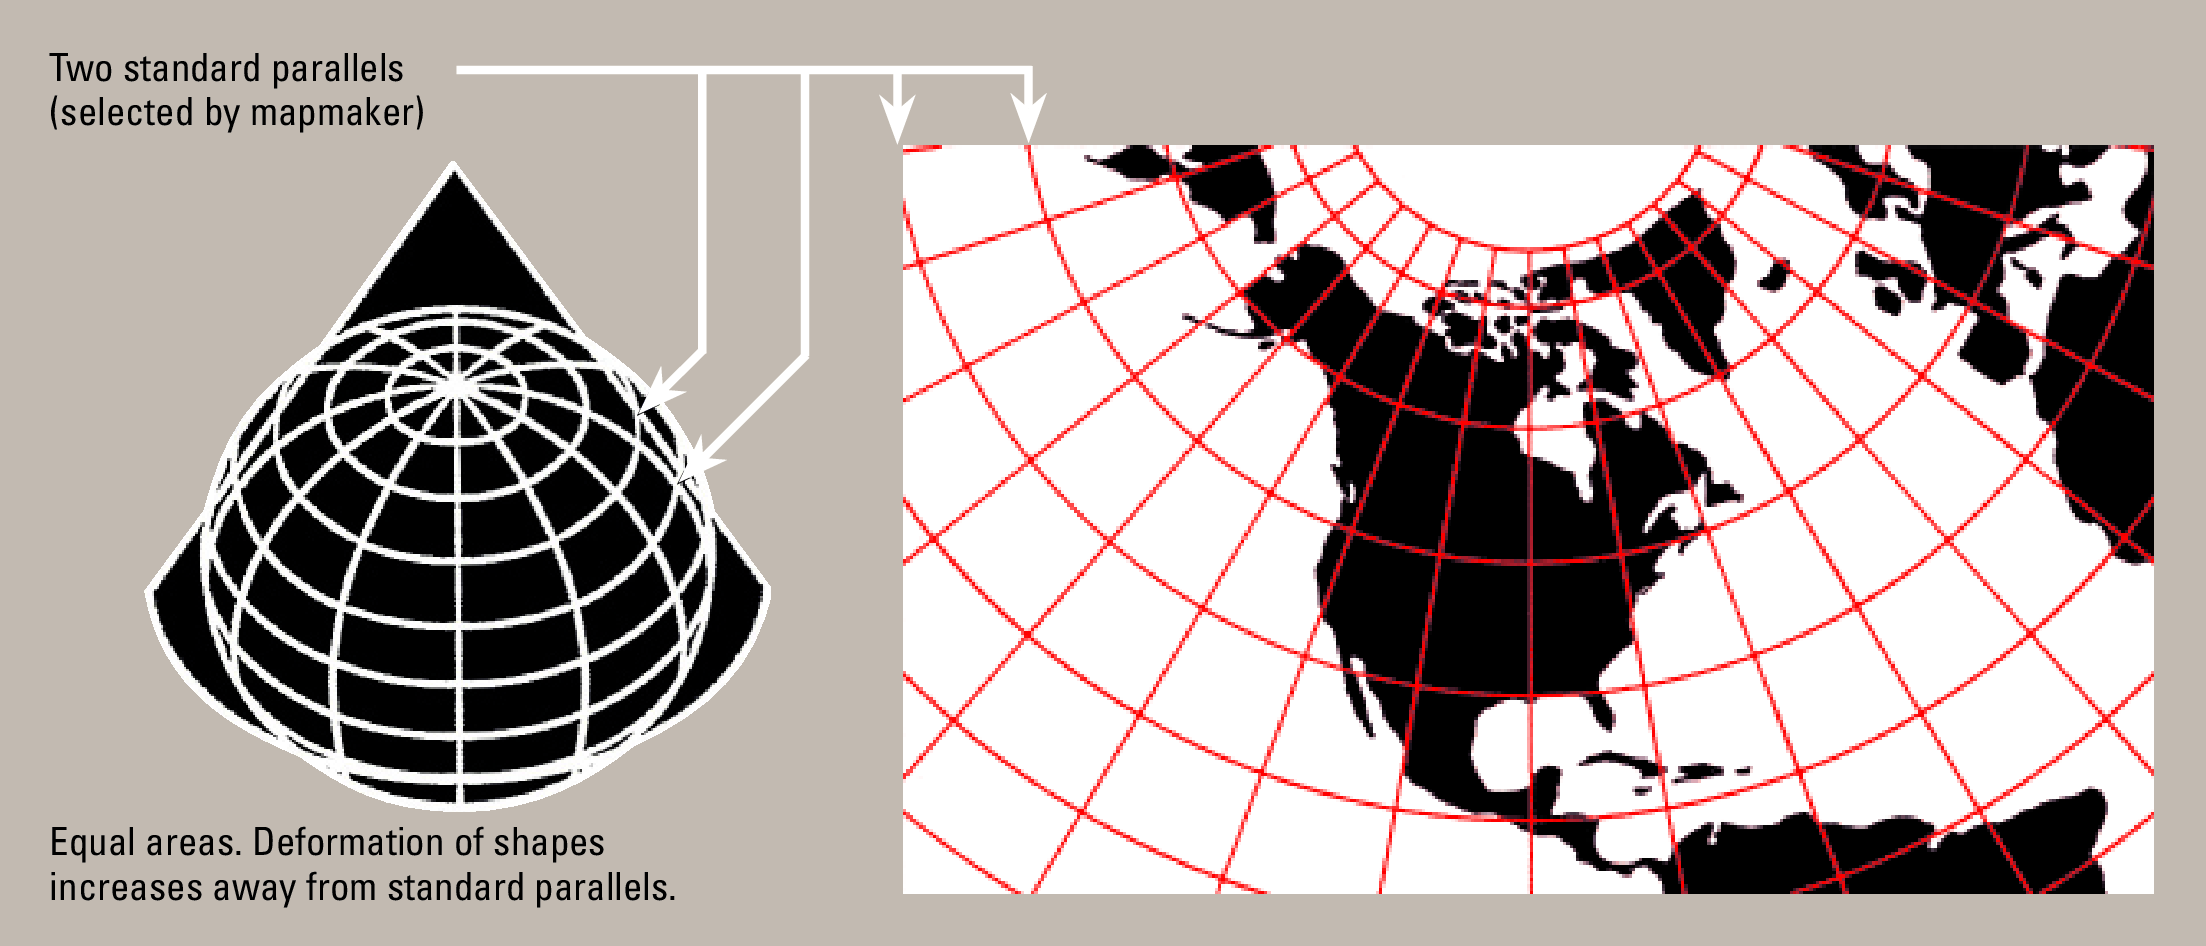 Two standard parallels
(selected by mapmaker)
Equal areas. Deformation of shapes
increases away from standard parallels.